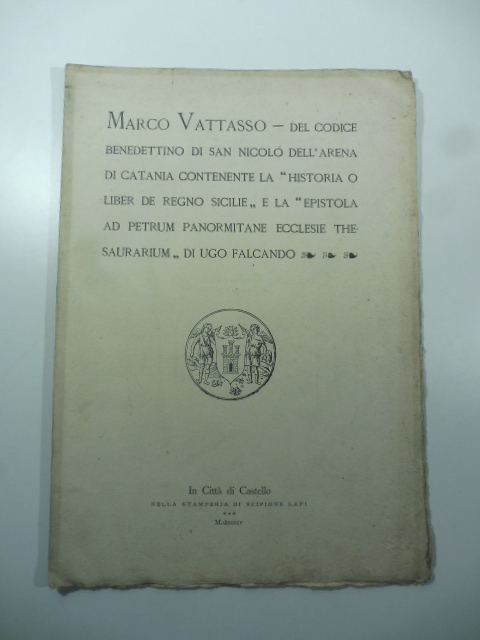 MARCO VATTASSO — DEL CODICE
BENEDETTINO DI SAN NICOLÓ DELL'ARENA
DI CATANIA CONTENENTE LA “HISTORIA O
LIBER DE REGNO SICILIE„ E LA “EPISTOLA
AD PETRUM PANORMITANE ECCLESIE THE-
SAURARIUM„ DI UGO FALCANDO
In Città di Castello
NELLA STAMPERIA DI SCIPIONE LAPI